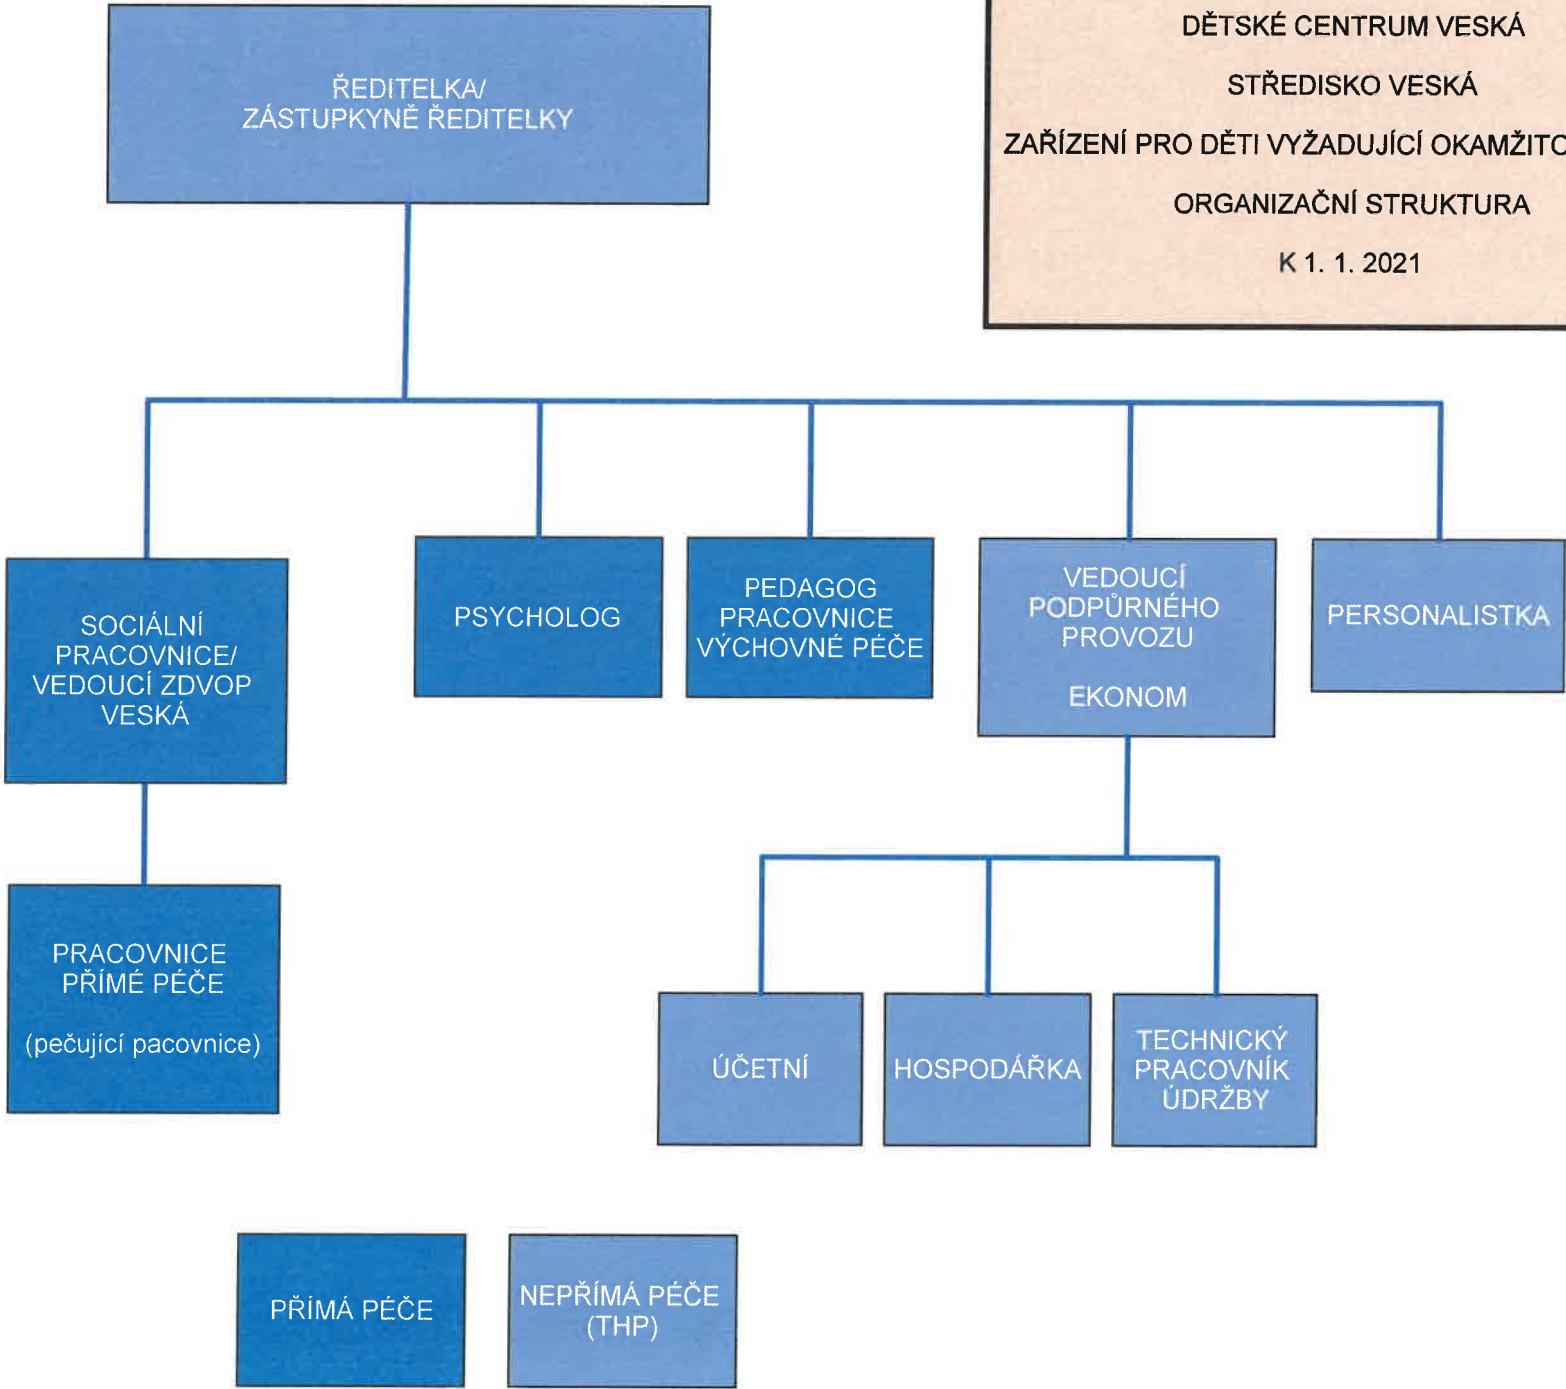 ŘEDITELKA/
ZÁSTUPKYNĚ ŘEDITELKY
DĚTSKÉ CENTRUM VESKÁ
STŘEDISKO VESKÁ
ZAŘÍZENÍ PRO DĚTI VYŽADUJÍCÍ
ORGANIZAČNÍ STRUKTURA
K 1. 1. 2021
SOCIÁLNÍ
PRACOVNICE/
VEDOUCÍ ZDVOP
VESKÁ
PSYCHOLOG
PEDAGOG
PRACOVNICE
VÝCHOVNÉ PÉČE
VEDOUCÍ
PODPŮRNÉHO
PROVOZU
EKONOM
PERSONALISTKA
PRACOVNICE
PŘÍMÉ PÉČE
(pečující pacovnice)
ÚČETNÍ
HOSPODÁŘKA
TECHNICKÝ
PRACOVNÍK
ÚDRŽBY
PŘÍMÁ PÉČE
NEPŘÍMÁ PÉČE
(THP)